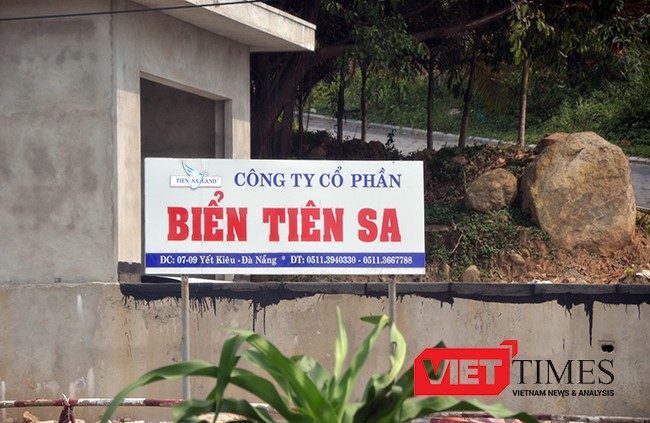 TIEN SA LAND
CÔNG TY CỔ PHẦN
BIỂN TIÊN SA
ĐC: 07-09 Yết Kiêu - Đà Nẵng * ĐT: 0511.3940330 - 0511.3667788
VIETTIMES
VIETNAM NEWS & ANALYSIS